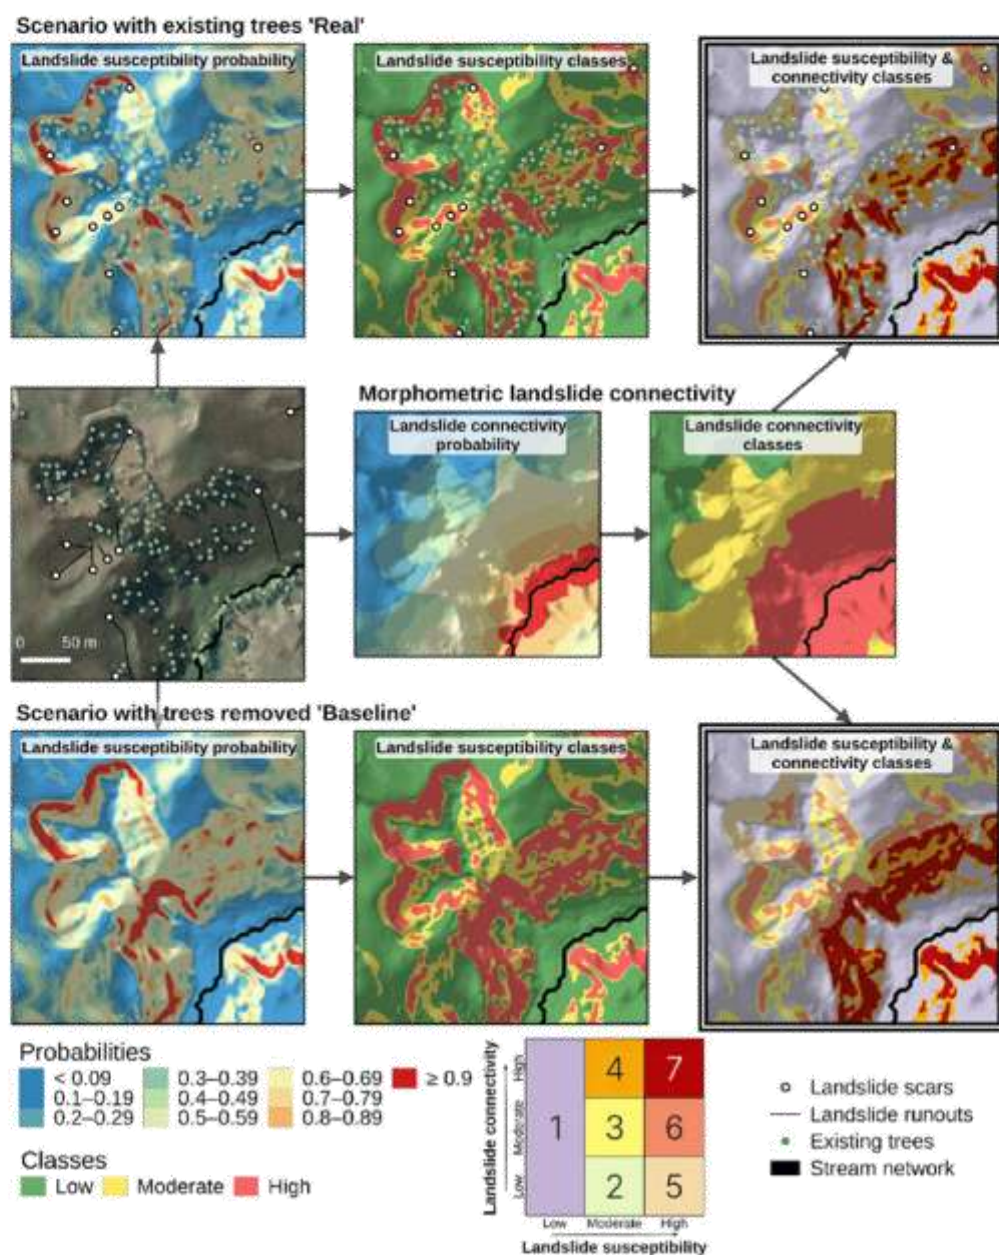 Scenario with existing trees 'Real'
Landslide susceptibility probability
Landslide susceptibility classes
Landslide susceptibility &
connectivity classes
Morphometric landslide connectivity
Landslide connectivity
probability
Landslide connectivity
classes
0 50 m
Scenario with trees removed 'Baseline'
Landslide susceptibility probability
Landslide susceptibility classes
Landslide susceptibility &
connectivity classes
Probabilities
< 0.09 0.3–0.39 0.6–0.69 ≥ 0.9
0.1–0.19 0.4–0.49 0.7–0.79
0.2–0.29 0.5–0.59 0.8–0.89
Classes
Low Moderate High
Landslide connectivity
High
Moderate
Low
4 7
1 3 6
2 5
Low Moderate High
Landslide susceptibility
Landslide scars
Landslide runouts
Existing trees
Stream network